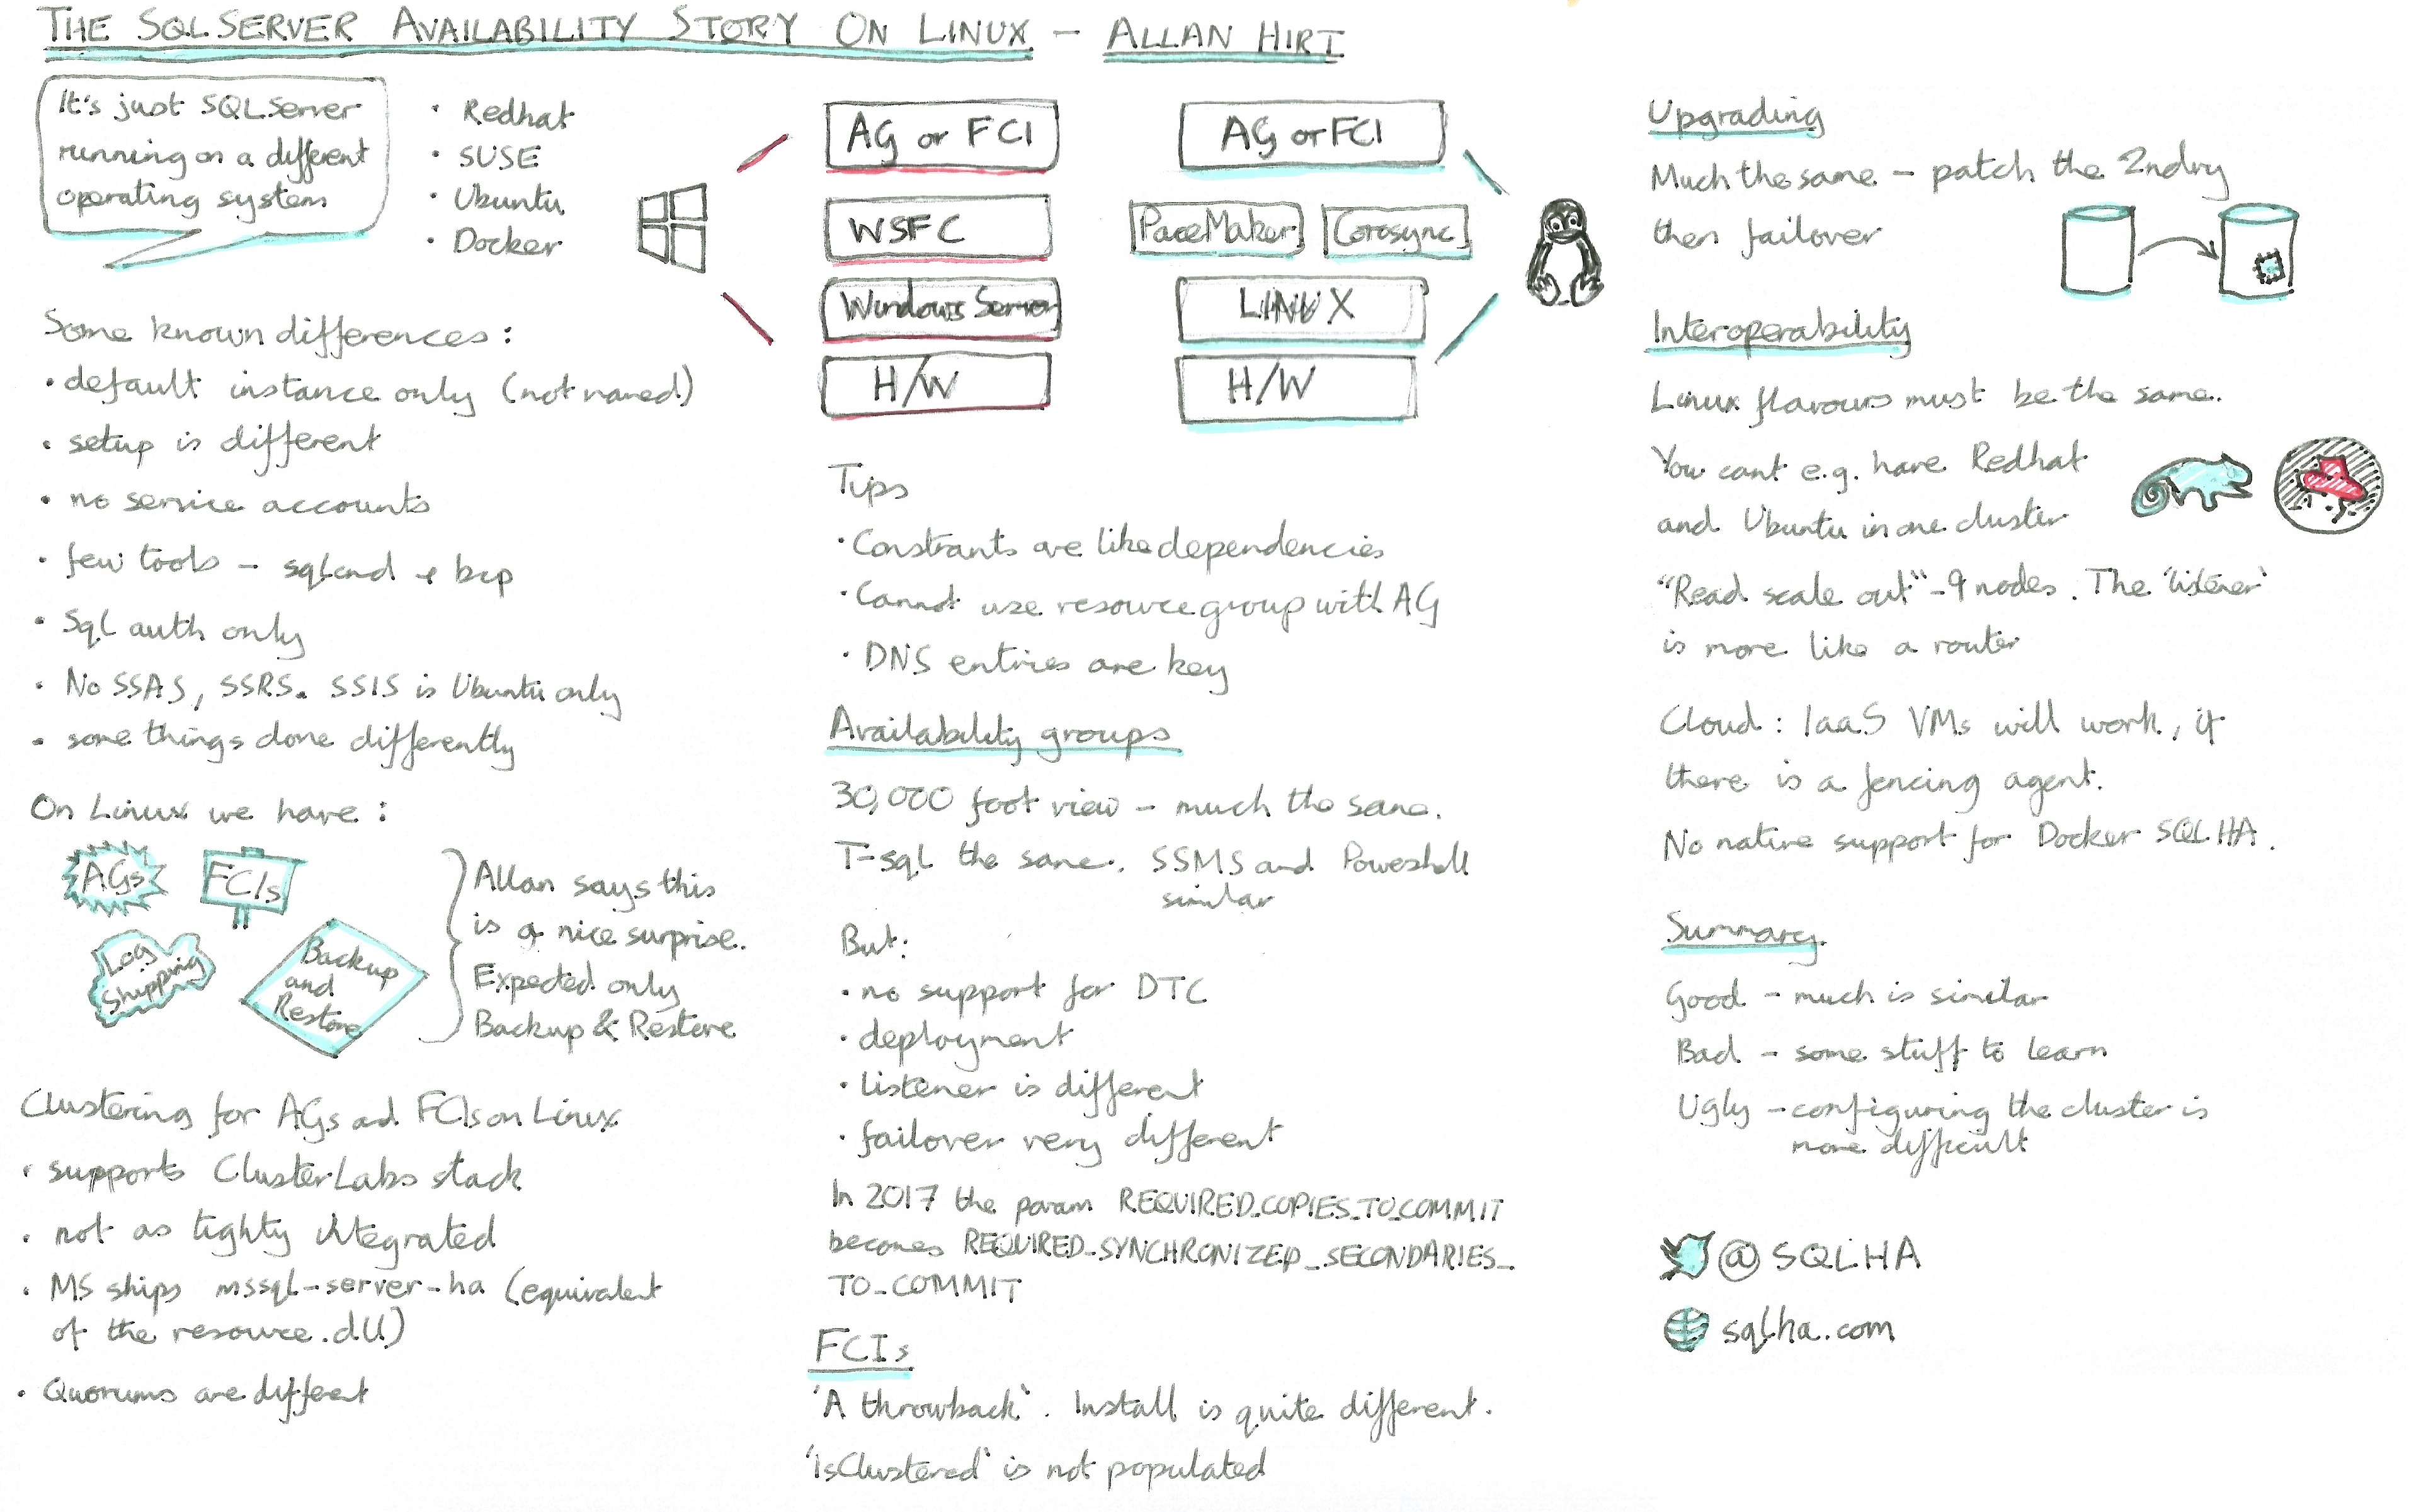 THE SQL SERVER AVAILABILITY STORY ON LINUX - ALLAN HIRT
It's just SQLServer
running on a different
operating system
• Redhat
• SUSE
• Ubuntu
• Docker
Some known differences:
• default instance only (not named)
• setup is different
• no service accounts
• few tools - sqlcmd + bcp
• Sql auth only
• No SSAS, SSRS. SSIS is Ubuntu only
• some things done differently
On Linux we have:
AGs
FCIs
Log
Shipping
Backup
and
Restore
Allan says this
is a nice surprise.
Expected only
Backup & Restore
Clustering for AGs ad FCIs on Linux
• supports ClusterLabs stack
• not as tighty integrated
• MS ships mssql-server-ha (equivalent
of the resource.dll)
• Quorums are different
AG or FCI
WSFC
Windows Server
H/W
AG or FCI
PaceMaker
Corosync
LINUX
H/W
Tips
• Constrants are like dependencies
• Cannot use resource group with AG
• DNS entries are key
Availability groups
30,000 foot view - much the same.
T-sql the same. SSMS and Powershell
similar
But:
• no support for DTC
• deployment
• listener is different
• failover very different
In 2017 the param REQUIRED_COPIES_TO_COMMIT
becomes REQUIRED_SYNCHRONIZED_SECONDARIES_
TO_COMMIT
FCIs
'A throwback'. Install is quite different.
'IsClustered' is not populated
Upgrading
Much the same - patch the 2ndry
then failover
Interoperability
Linux flavours must be the same.
You cant e.g. have Redhat
and Ubuntu in one cluster
"Read scale out" - 9 nodes. The 'listener'
is more like a router
Cloud: IaaS VMs will work, if
there is a fencing agent.
No native support for Docker SQL HA.
Summary
Good - much is similar
Bad - some stuff to learn
Ugly - configuring the cluster is
more difficult
@SQLHA
sqlha.com